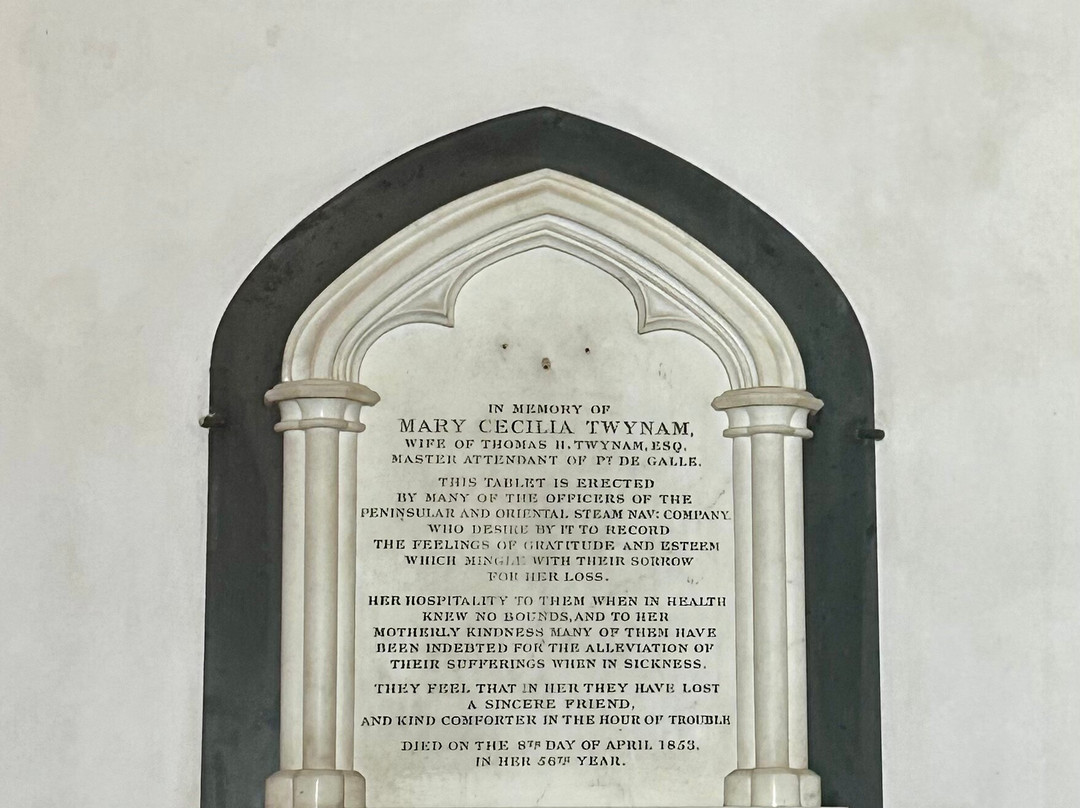 IN MEMORY OF
MARY CECILIA TWYNAM,
WIFE OF THOMAS H. TWYNAM, ESQ.
MASTER ATTENDANT OF PT DE GALLE.
THIS TABLET IS ERECTED
BY MANY OF THE OFFICERS OF THE
PENINSULAR AND ORIENTAL STEAM NAV: COMPANY.
WHO DESIRE BY IT TO RECORD
THE FEELINGS OF GRATITUDE AND ESTEEM
WHICH MINGLE WITH THEIR SORROW
FOR HER LOSS.
HER HOSPITALITY TO THEM WHEN IN HEALTH
KNEW NO BOUNDS, AND TO HER
MOTHERLY KINDNESS MANY OF THEM HAVE
BEEN INDEBTED FOR THE ALLEVIATION OF
THEIR SUFFERINGS WHEN IN SICKNESS.
THEY FEEL THAT IN HER THEY HAVE LOST
A SINCERE FRIEND,
AND KIND COMFORTER IN THE HOUR OF TROUBLE
DIED ON THE 8TH DAY OF APRIL 1853.
IN HER 56TH YEAR.